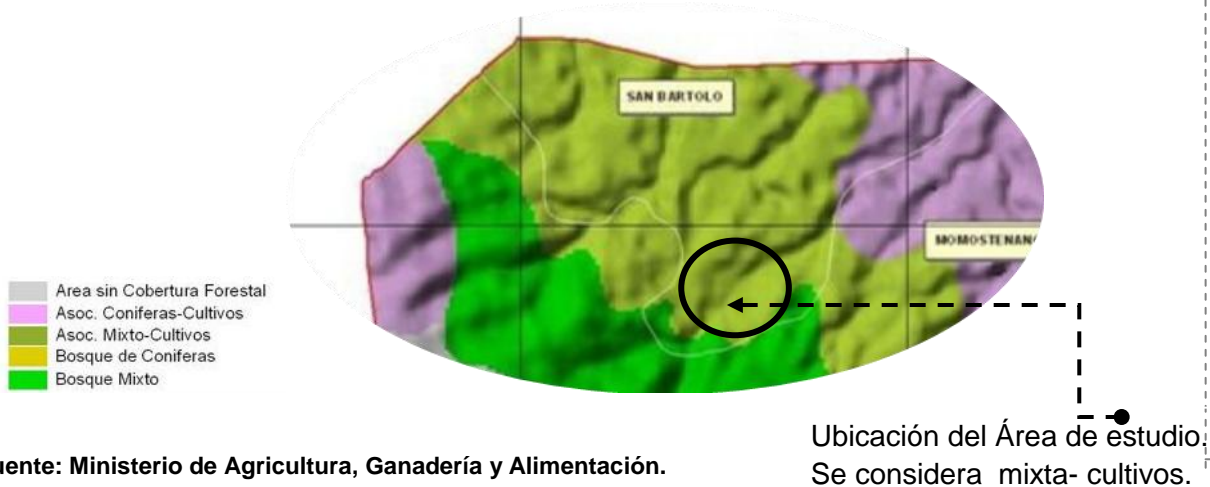 SAN BARTOLO
MOMOSTENANG
Area sin Cobertura Forestal
Asoc. Coniferas-Cultivos
Asoc. Mixto-Cultivos
Bosque de Coniferas
Bosque Mixto
Ubicación del Área de estudio.
Se considera mixta- cultivos.
uente: Ministerio de Agricultura, Ganadería y Alimentación.